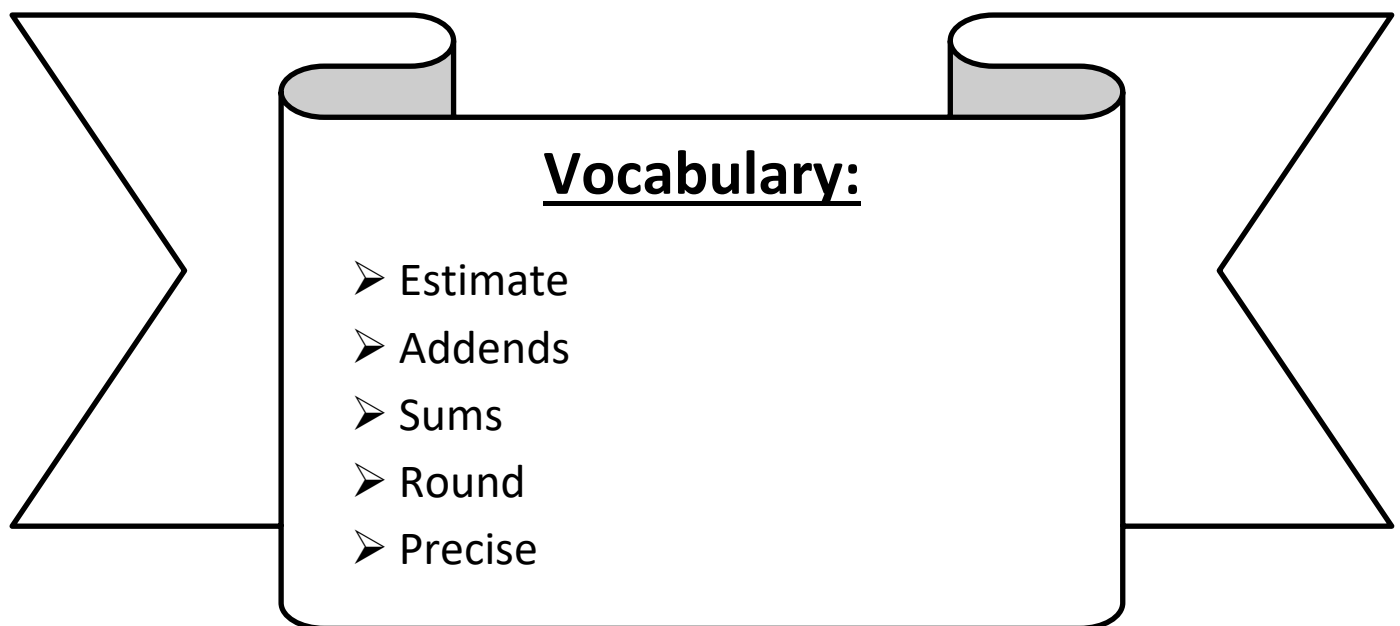 Vocabulary:
➢ Estimate
➢ Addends
➢ Sums
➢ Round
➢ Precise